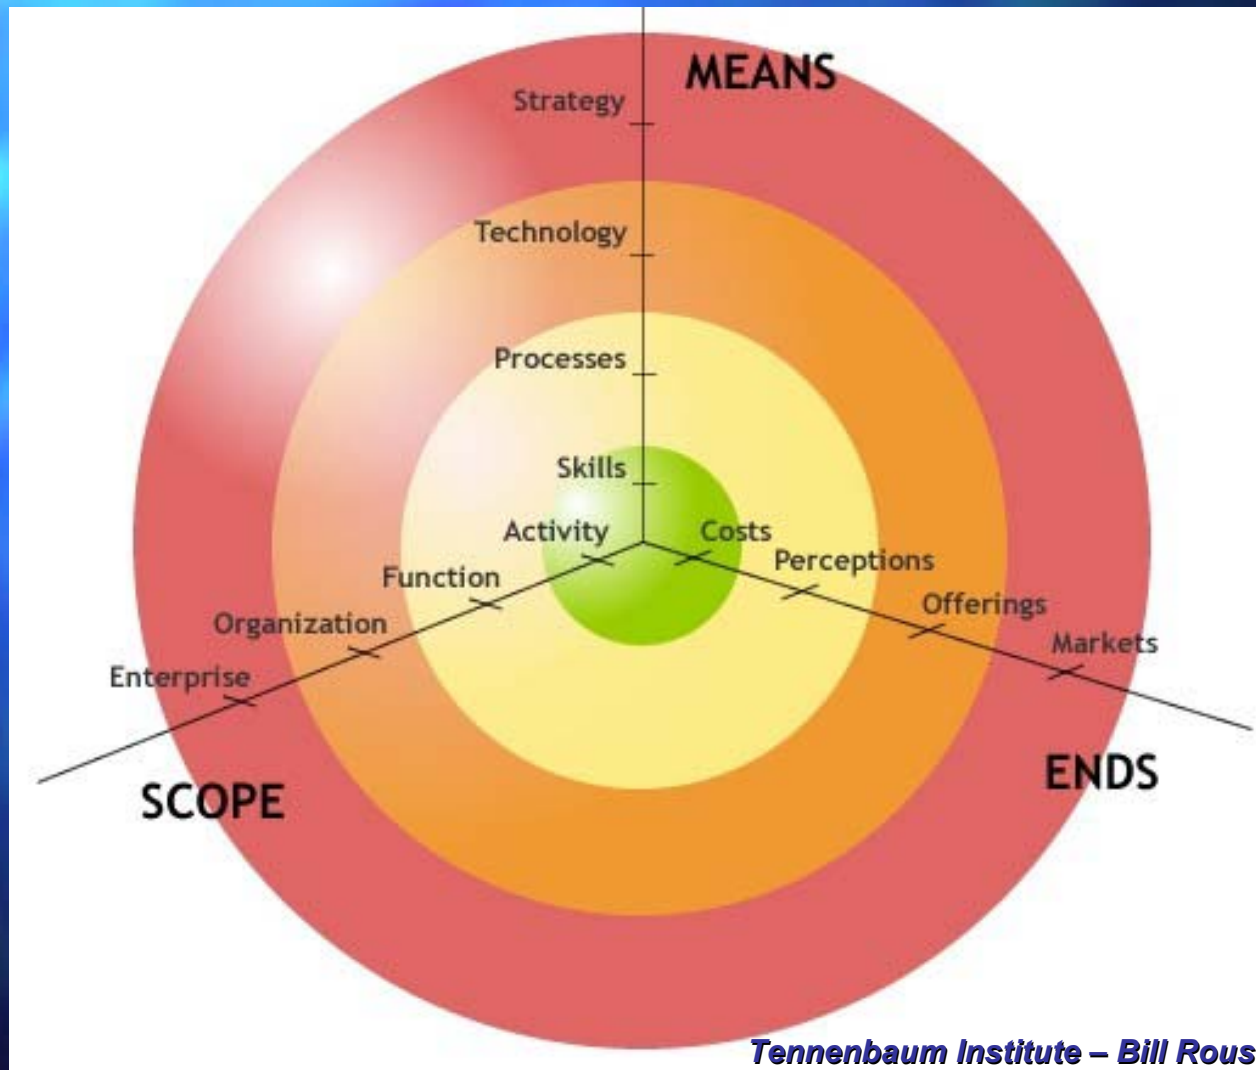 MEANS
Strategy
Technology
Processes
Skills
Activity
Costs
Function
Perceptions
Organization
Offerings
Enterprise
Markets
SCOPE
ENDS
Tennenbaum Institute – Bill Rous